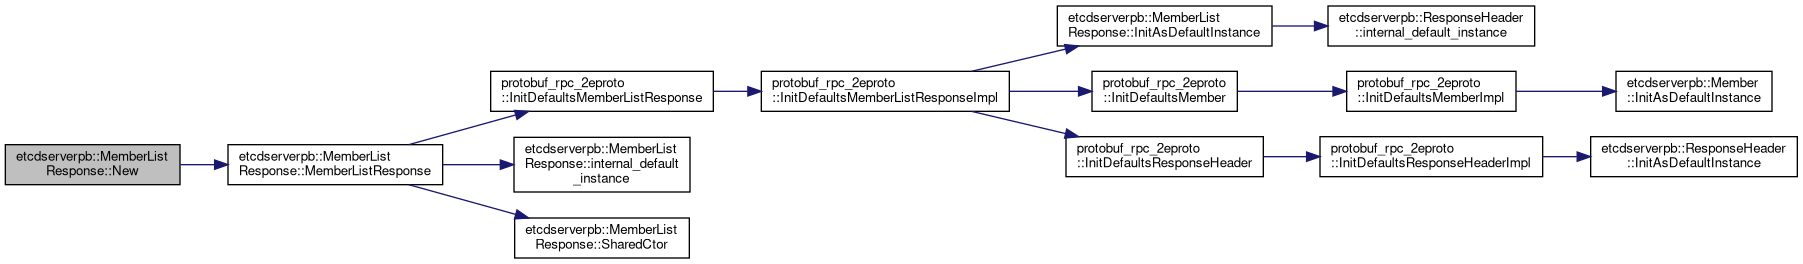 etcdserverpb::MemberList
Response::New
etcdserverpb::MemberList
Response::MemberListResponse
protobuf_rpc_2eproto
::InitDefaultsMemberListResponse
etcdserverpb::MemberList
Response::internal_default
_instance
etcdserverpb::MemberList
Response::SharedCtor
protobuf_rpc_2eproto
::InitDefaultsMemberListResponseImpl
etcdserverpb::MemberList
Response::InitAsDefaultInstance
etcdserverpb::ResponseHeader
::internal_default_instance
protobuf_rpc_2eproto
::InitDefaultsMember
protobuf_rpc_2eproto
::InitDefaultsMemberImpl
etcdserverpb::Member
::InitAsDefaultInstance
protobuf_rpc_2eproto
::InitDefaultsResponseHeader
protobuf_rpc_2eproto
::InitDefaultsResponseHeaderImpl
etcdserverpb::ResponseHeader
::InitAsDefaultInstance